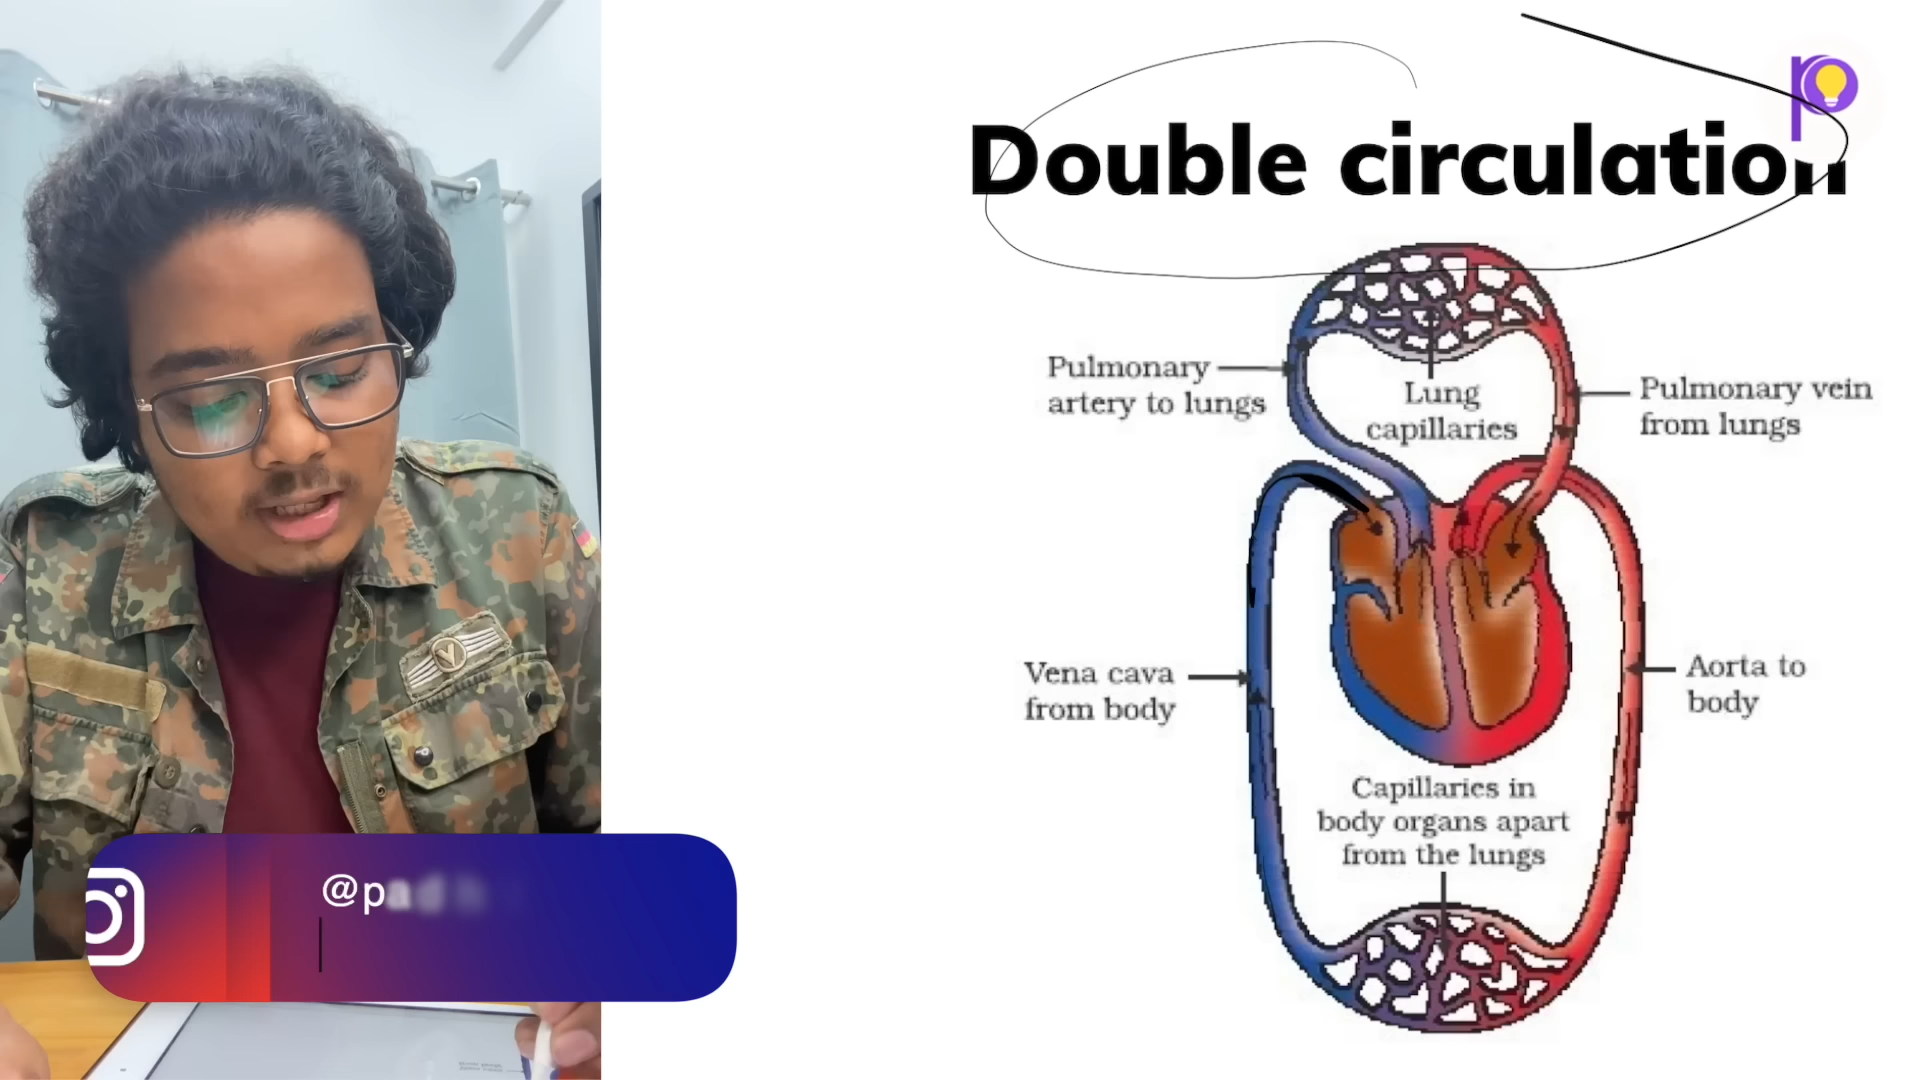 Double circulation
Pulmonary
artery to lungs
Lung
capillaries
Pulmonary vein
from lungs
Vena cava
from body
Aorta to
body
Capillaries in
body organs apart
from the lungs